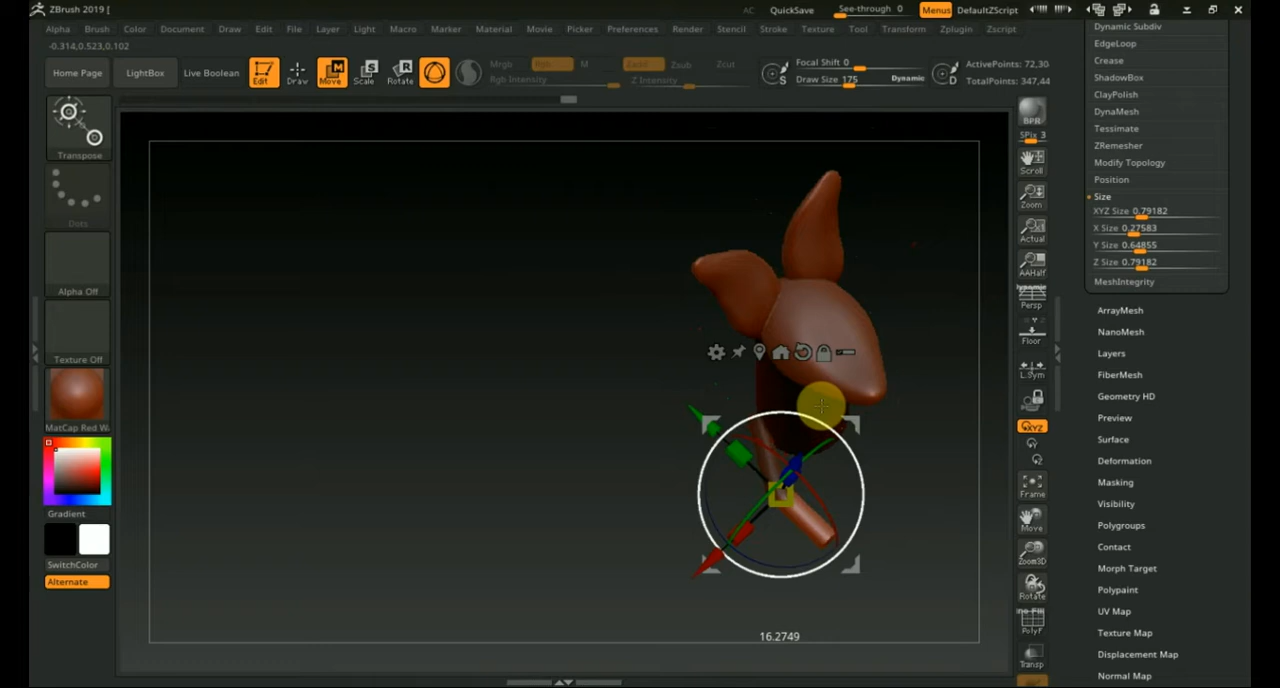 ZBrush 2019 [
AC QuickSave See-through 0 Menus DefaultZScript
Alpha Brush Color Document Draw Edit File Layer Light Macro Marker Material Movie Picker Preferences Render Stencil Stroke Texture Tool Transform Zplugin Zscript
-0.314,0.523,0.102
Home Page LightBox Live Boolean Edit Draw Move Scale Rotate
Mrgb Rgb M Zadd Zsub Zcut
Rgb Intensity Z Intensity
Focal Shift 0
Draw Size 175 Dynamic
S
D
ActivePoints: 72,30
TotalPoints: 347,44
Transpose
Dots
Alpha Off
Texture Off
MatCap Red Wa
Gradient
SwitchColor
Alternate
16.2749
BPR
SPix 3
Scroll
Zoom
Actual
AAHalf
Dynamic
Persp
Floor
L.Sym
XYZ
Frame
Move
Zoom3D
Rotate
PolyF
Transp
Dynamic Subdiv
EdgeLoop
Crease
ShadowBox
ClayPolish
DynaMesh
Tessimate
ZRemesher
Modify Topology
Position
Size
XYZ Size 0.79182
X Size 0.27583
Y Size 0.64855
Z Size 0.79182
MeshIntegrity
ArrayMesh
NanoMesh
Layers
FiberMesh
Geometry HD
Preview
Surface
Deformation
Masking
Visibility
Polygroups
Contact
Morph Target
Polypaint
UV Map
Texture Map
Displacement Map
Normal Map